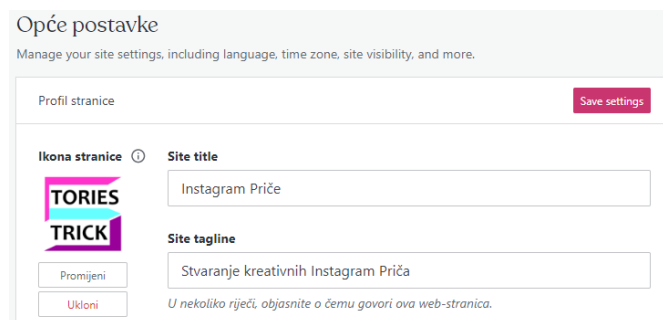 Opće postavke
Manage your site settings, including language, time zone, site visibility, and more.
Profil stranice
Save settings
Ikona stranice
Site title
TORIES
TRICK
Instagram Priče
Site tagline
Promijeni
Stvaranje kreativnih Instagram Priča
Ukloni
U nekoliko riječi, objasnite o čemu govori ova web-stranica.